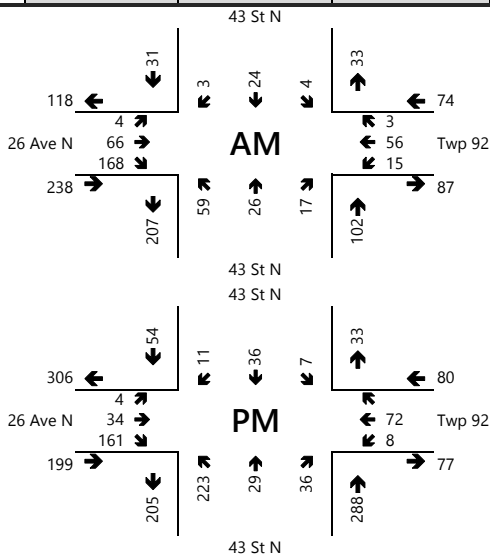 43 St N
31 3 24 4 33
118 74
4 3
26 Ave N 66 AM 56 Twp 92
168 15
238 87
207 59 26 17 102
43 St N
43 St N
54 11 36 7 33
306 80
4
26 Ave N 34 PM 72 Twp 92
161 8
199 77
205 223 29 36 288
43 St N